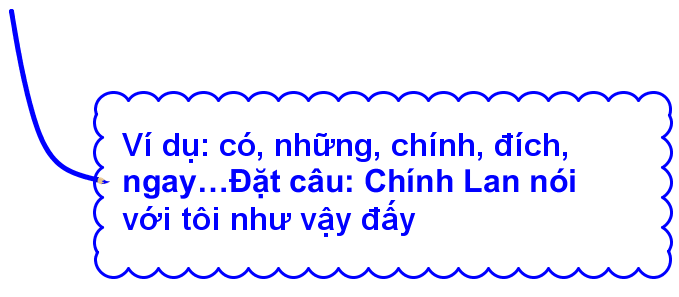 Ví dụ: có, những, chính, đích,
ngay…Đặt câu: Chính Lan nói
với tôi như vậy đấy